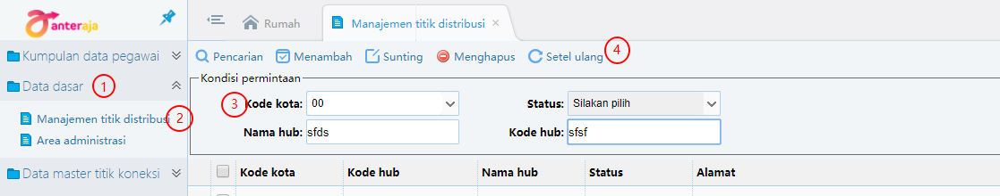 anteraja
Rumah
Manajemen titik distribusi ×
Kumpulan data pegawai
Data dasar 1
Manajemen titik distribusi 2
Area administrasi
Data master titik koneksi
Pencarian Menambah Sunting Menghapus Setel ulang 4
Kondisi permintaan
3 Kode kota: 00 Status: Silakan pilih
Nama hub: sfds Kode hub: sfsf
Kode kota Kode hub Nama hub Status Alamat